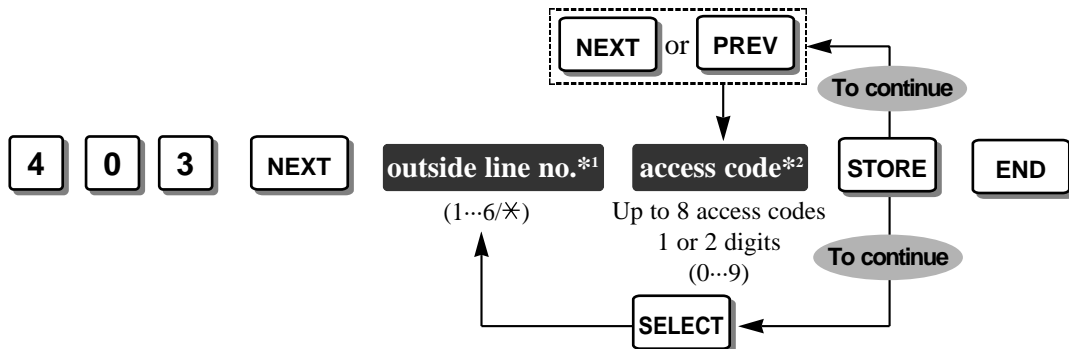 NEXT or PREV
To continue
4 0 3 NEXT outside line no.*1 access code*2 STORE END
(1···6/✳) Up to 8 access codes
1 or 2 digits
(0···9)
To continue
SELECT